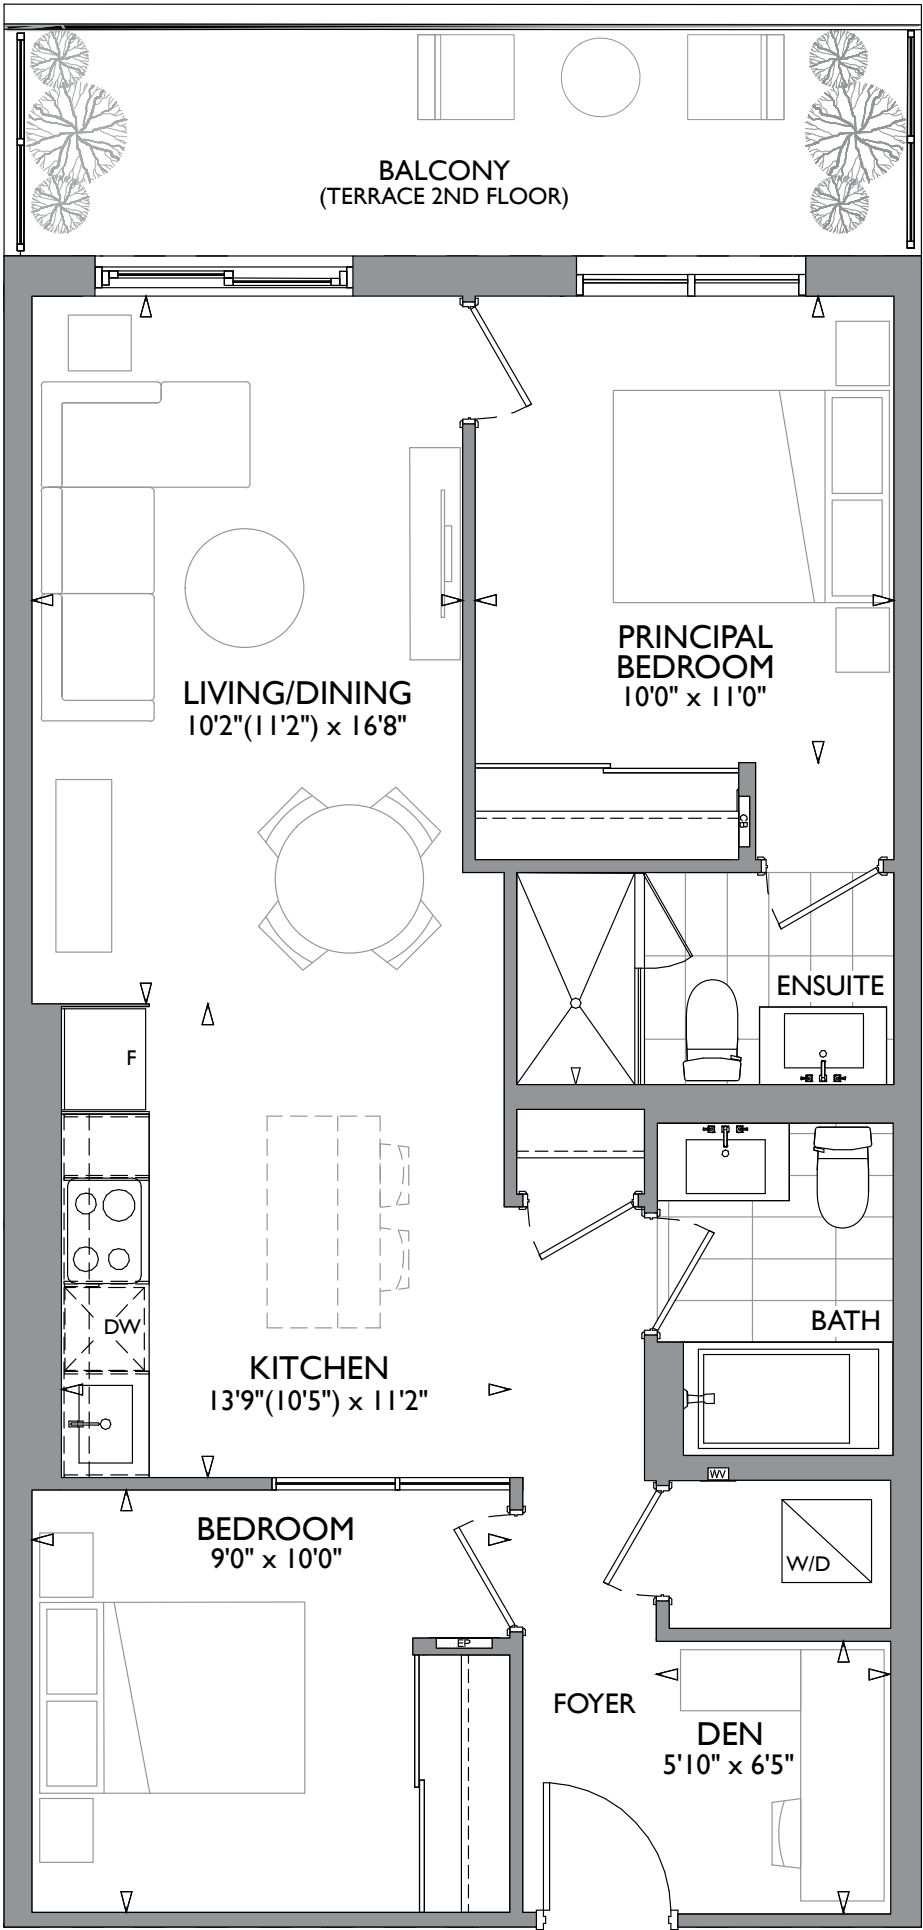 BALCONY
(TERRACE 2ND FLOOR)
PRINCIPAL
BEDROOM
10'0" x 11'0"
LIVING/DINING
10'2"(11'2") x 16'8"
CB
ENSUITE
F
DW
BATH
KITCHEN
13'9"(10'5") x 11'2"
WV
BEDROOM
9'0" x 10'0"
W/D
EP
FOYER
DEN
5'10" x 6'5"